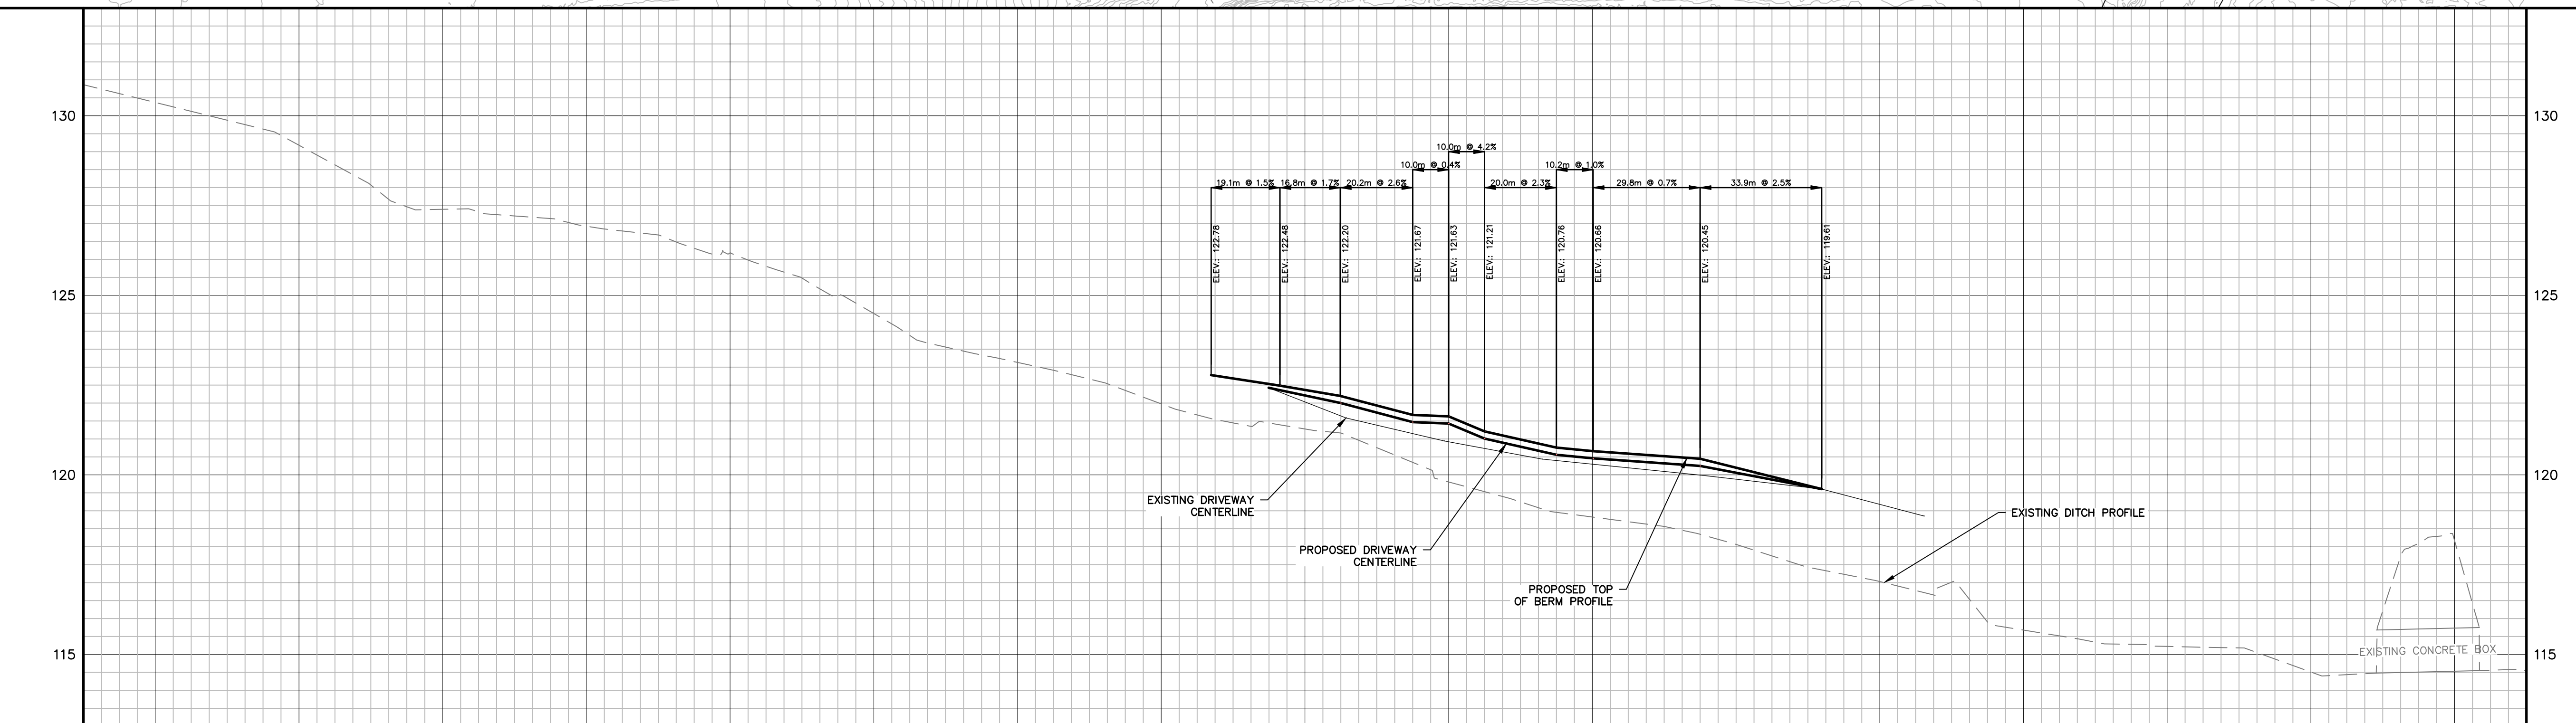 130
130
10.0m @ 4.2%
10.0m @ 0.4%
10.2m @ 1.0%
19.1m @ 1.5%
16.8m @ 1.7%
20.2m @ 2.6%
20.0m @ 2.3%
29.8m @ 0.7%
33.9m @ 2.5%
ELEV.: 122.78
ELEV.: 122.48
ELEV.: 122.20
ELEV.: 121.67
ELEV.: 121.63
ELEV.: 121.21
ELEV.: 120.76
ELEV.: 120.66
ELEV.: 120.45
ELEV.: 119.61
125
125
120
120
EXISTING DRIVEWAY
CENTERLINE
EXISTING DITCH PROFILE
PROPOSED DRIVEWAY
CENTERLINE
PROPOSED TOP
OF BERM PROFILE
115
EXISTING CONCRETE BOX
115